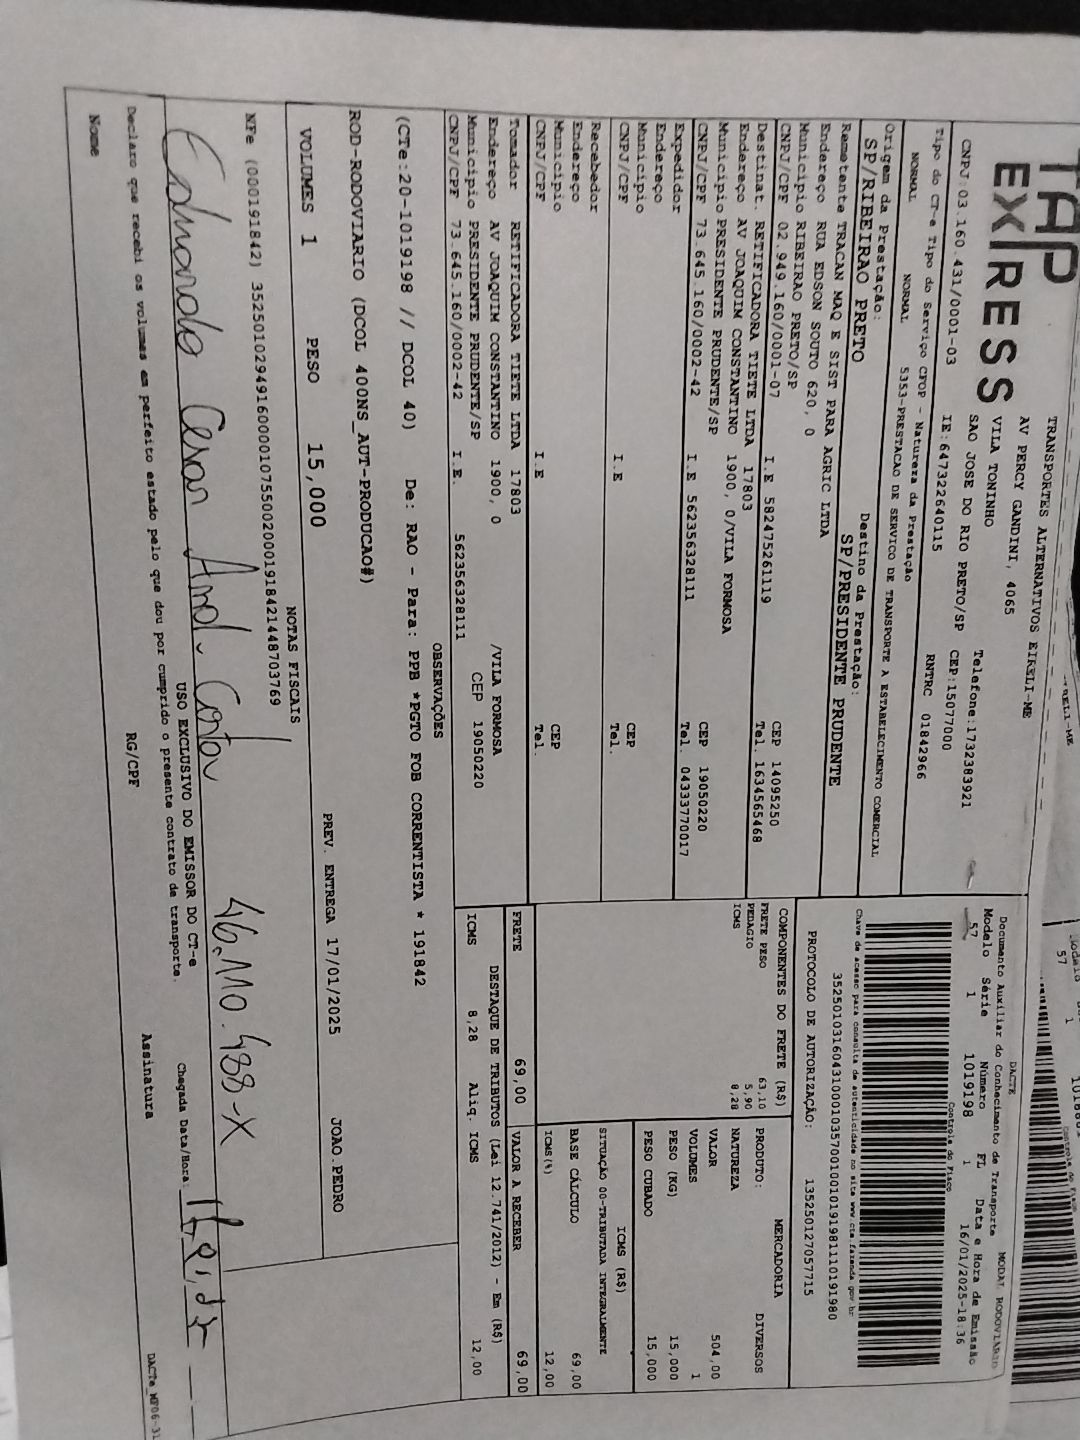 TAP
EX/RESS
TRANSPORTES ALTERNATIVOS EIRELI-ME
AV PERCY GANDINI, 4065
VILA TONINHO
SAO JOSE DO RIO PRETO/SP CEP:15077000
Telefone:1732383921
CNPJ:03.160.431/0001-03 IE:647322640115 RNTRC 01842966
Tipo do CT-e Tipo do Serviço CFOP - Natureza da Prestação
NORMAL NORMAL 5353-PRESTACAO DE SERVICO DE TRANSPORTE A ESTABELECIMENTO COMERCIAL
Origem da Prestação: Destino da Prestação:
SP/RIBEIRAO PRETO SP/PRESIDENTE PRUDENTE
Remetente TRACAN MAQ E SIST PARA AGRIC LTDA
Endereço RUA EDSON SOUTO 620, 0
Município RIBEIRAO PRETO/SP CEP 14095250
CNPJ/CPF 02.949.160/0001-07 I.E 582475261119 Tel. 1634565468
Destinat. RETIFICADORA TIETE LTDA 17803
Endereço AV JOAQUIM CONSTANTINO 1900, 0/VILA FORMOSA
Município PRESIDENTE PRUDENTE/SP CEP 19050220
CNPJ/CPF 73.645.160/0002-42 I.E 562356328111 Tel. 04333770017
Expedidor
Endereço
Município CEP
CNPJ/CPF I.E Tel.
Recebedor
Endereço
Município CEP
CNPJ/CPF I.E Tel.
Tomador RETIFICADORA TIETE LTDA 17803
Endereço AV JOAQUIM CONSTANTINO 1900, 0 /VILA FORMOSA
Município PRESIDENTE PRUDENTE/SP CEP 19050220
CNPJ/CPF 73.645.160/0002-42 I.E. 562356328111
DACTE
Documento Auxiliar do Conhecimento de Transporte MODAL RODOVIARIO
Modelo Série Número FL Data e Hora de Emissão
57 1 1019198 1 16/01/2025-18:36
Controle do Fisco
Chave de acesso para consulta de autenticidade no site www.cte.fazenda.gov.br
35250103160431000103570010010191981110191980
PROTOCOLO DE AUTORIZAÇÃO: 135250127057715
COMPONENTES DO FRETE (R$)
FRETE PESO 63,10
PEDAGIO 5,90
ICMS 8,28
MERCADORIA
PRODUTO: DIVERSOS
NATUREZA
VALOR 504,00
VOLUMES 1
PESO (KG) 15,000
PESO CUBADO 15,000
ICMS (R$)
SITUAÇÃO 00-TRIBUTADA INTEGRALMENTE
BASE CÁLCULO 69,00
ICMS(%) 12,00
FRETE 69,00 VALOR A RECEBER 69,00
DESTAQUE DE TRIBUTOS (Lei 12.741/2012) - Em (R$)
ICMS 8,28 Aliq. ICMS 12,00
OBSERVAÇÕES
(CTe:20-1019198 // DCOL 40) De: RAO - Para: PPB *PGTO FOB CORRENTISTA * 191842
ROD-RODOVIARIO (DCOL 400NS_AUT-PRODUCAO#)
VOLUMES 1 PESO 15,000 PREV. ENTREGA 17/01/2025 JOAO.PEDRO
NOTAS FISCAIS
NFe (000191842) 35250102949160000107550020001918421448703769
Eduardo Cesar 46.110.488-X
USO EXCLUSIVO DO EMISSOR DO CT-e
Chegada Data/Hora:
Declaro que recebi os volumes em perfeito estado pelo que dou por cumprido o presente contrato de transporte.
Nome RG/CPF Assinatura